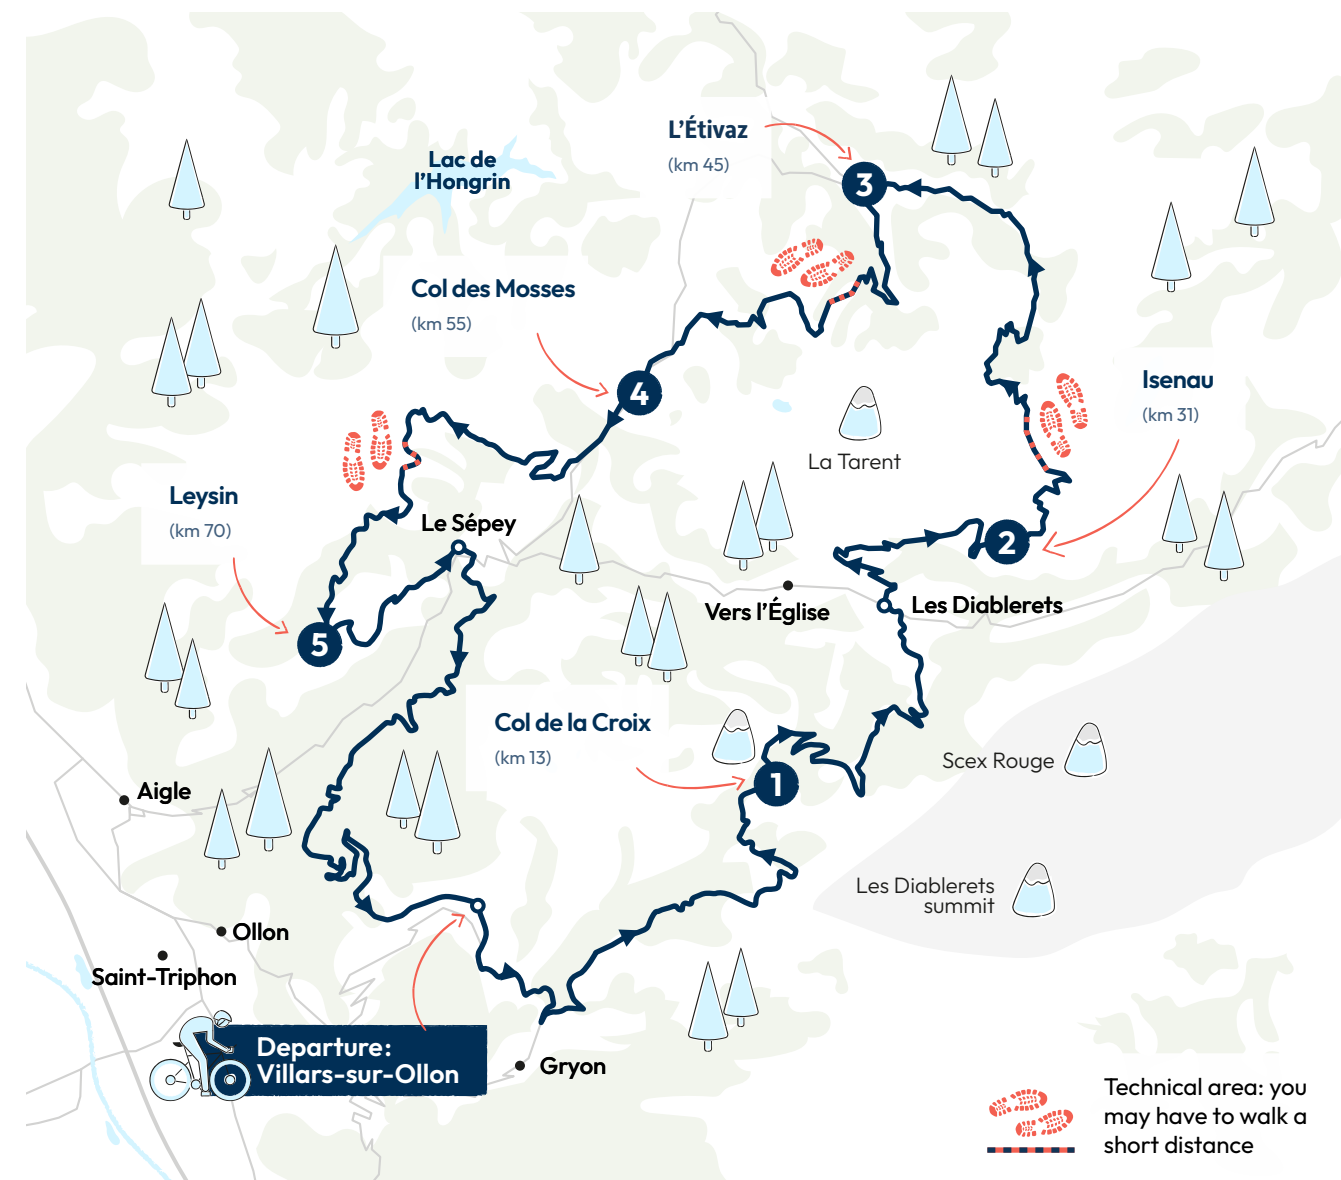 L'Étivaz
(km 45)
3
Lac de
l'Hongrin
Col des Mosses
(km 55)
4
Isenau
(km 31)
La Tarent
Leysin
(km 70)
Le Sépey
2
Vers l'Église
Les Diablerets
5
Col de la Croix
(km 13)
1
Scex Rouge
Aigle
Les Diablerets
summit
Ollon
Saint-Triphon
Departure:
Villars-sur-Ollon
Gryon
Technical area: you
may have to walk a
short distance